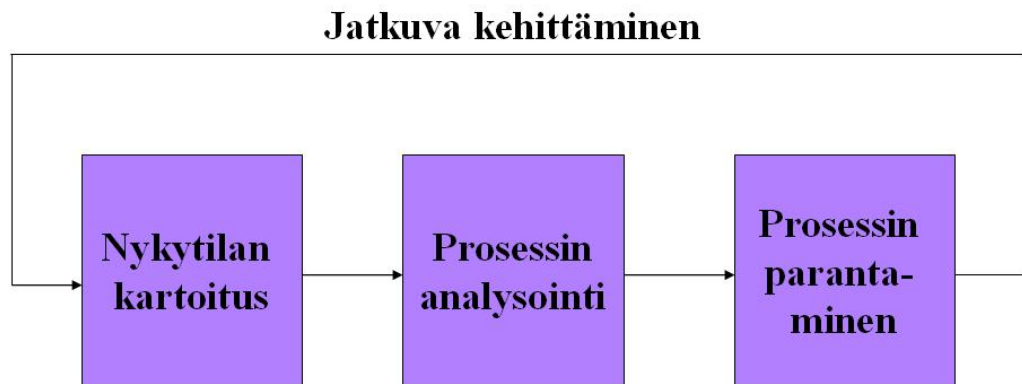 Jatkuva kehittäminen
Nykytilan
kartoitus
Prosessin
analysointi
Prosessin
paranta-
minen